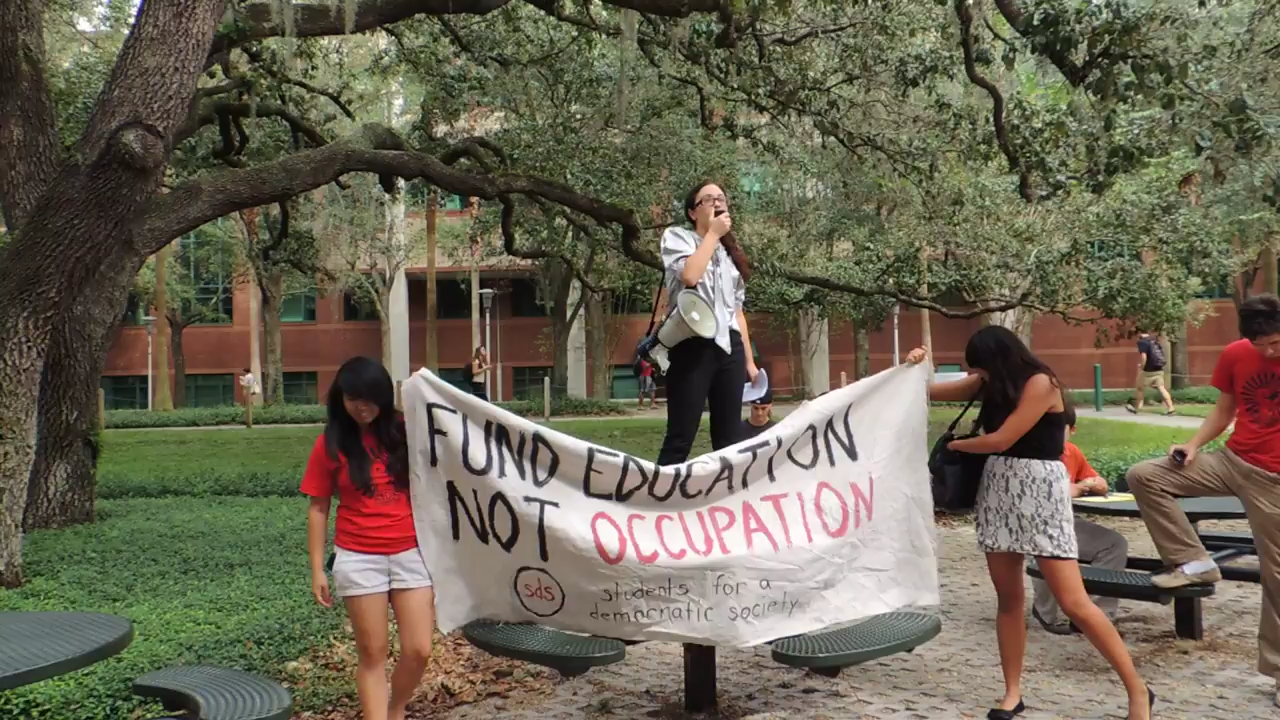 FUND EDUCATION
NOT OCCUPATION
sds
students for a
democratic society